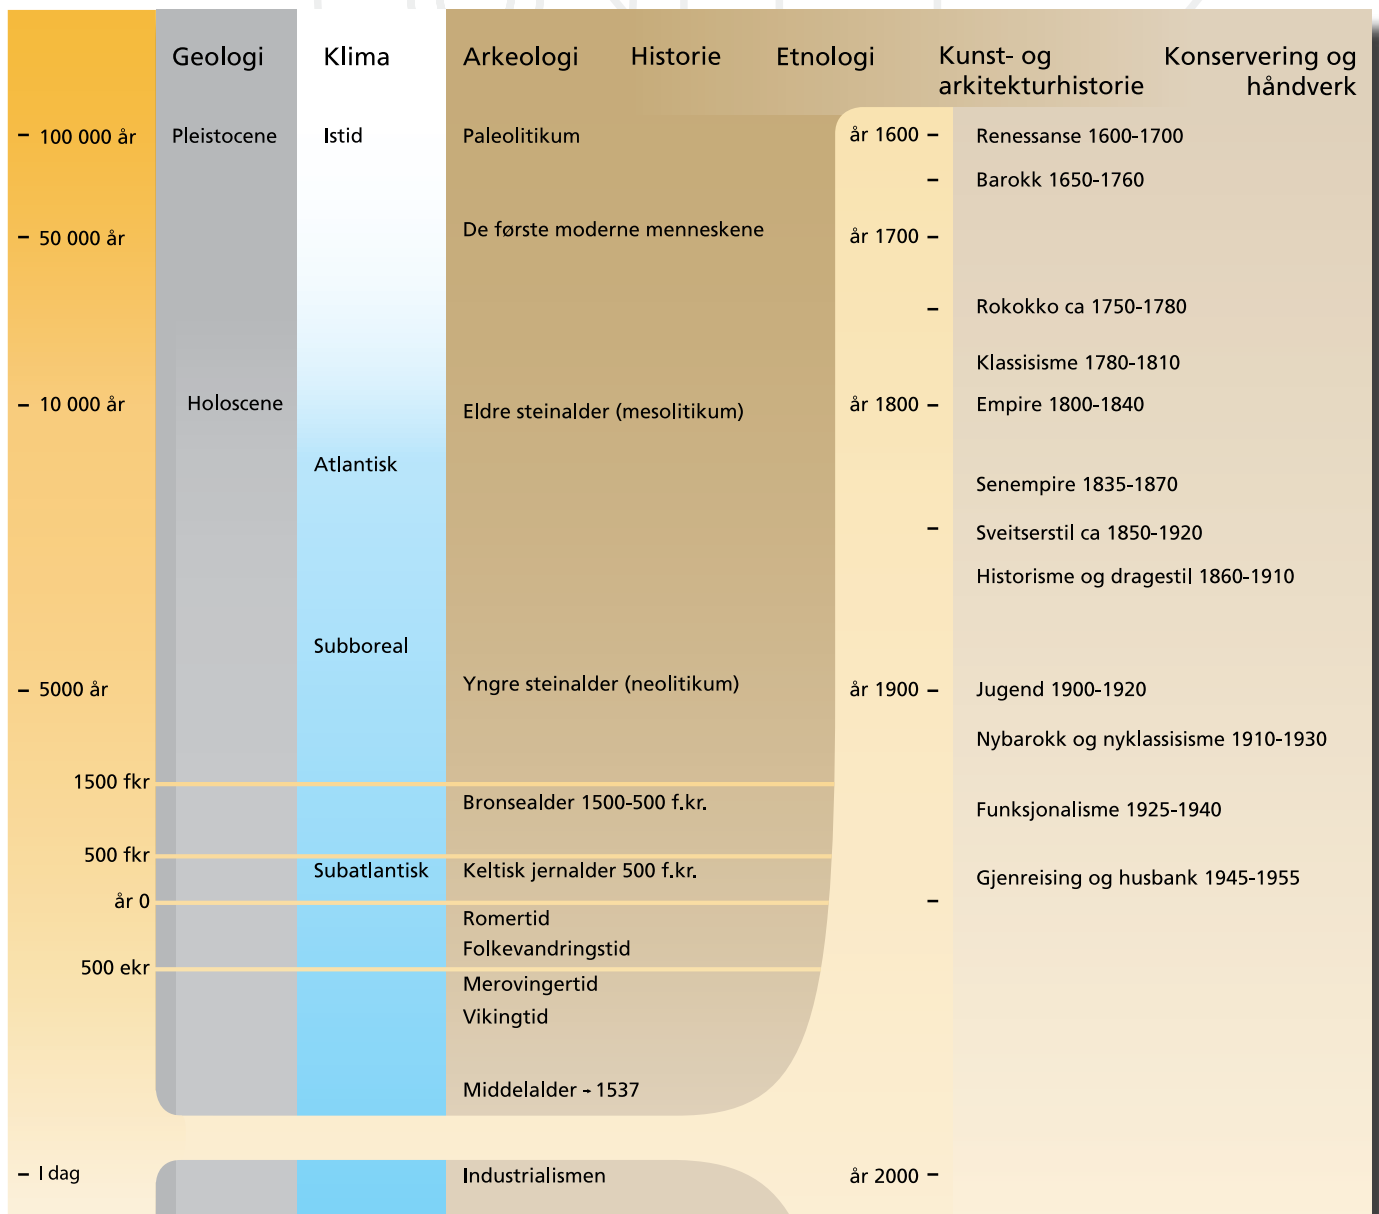 Geologi
Klima
Arkeologi
Historie
Etnologi
Kunst- og
arkitekturhistorie
Konservering og
håndverk
– 100 000 år
Pleistocene
Istid
Paleolitikum
år 1600 –
Renessanse 1600-1700
– Barokk 1650-1760
– 50 000 år
De første moderne menneskene
år 1700 –
– Rokokko ca 1750-1780
Klassisisme 1780-1810
– 10 000 år
Holoscene
Eldre steinalder (mesolitikum)
år 1800 –
Empire 1800-1840
Atlantisk
Senempire 1835-1870
– Sveitserstil ca 1850-1920
Historisme og dragestil 1860-1910
Subboreal
– 5000 år
Yngre steinalder (neolitikum)
år 1900 –
Jugend 1900-1920
Nybarokk og nyklassisisme 1910-1930
1500 fkr
Bronsealder 1500-500 f.kr.
Funksjonalisme 1925-1940
500 fkr
Subatlantisk
Keltisk jernalder 500 f.kr.
Gjenreising og husbank 1945-1955
år 0
–
Romertid
Folkevandringstid
500 ekr
Merovingertid
Vikingtid
Middelalder → 1537
– I dag
Industrialismen
år 2000 –